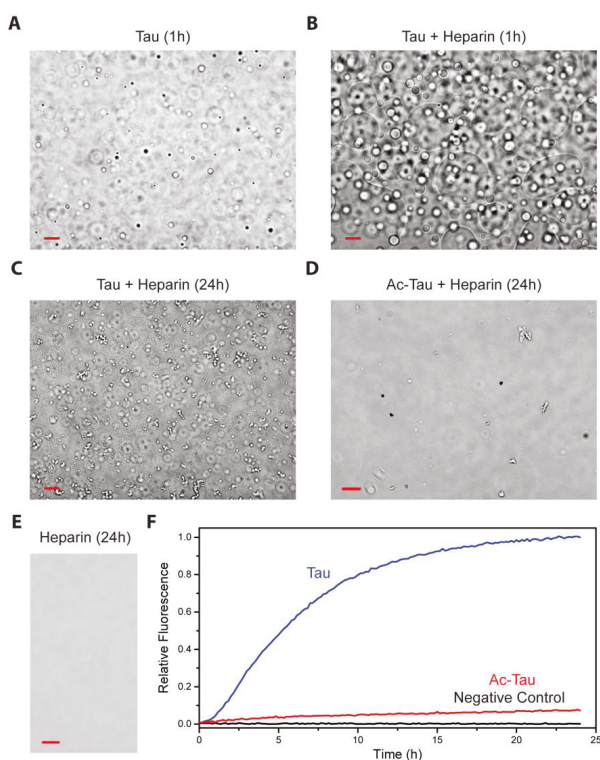 A
Tau (1h)
B
Tau + Heparin (1h)
C
Tau + Heparin (24h)
D
Ac-Tau + Heparin (24h)
E
Heparin (24h)
F
Relative Fluorescence
1.0
0.8
0.6
0.4
0.2
0.0
Tau
Ac-Tau
Negative Control
0
5
10
15
20
25
Time (h)